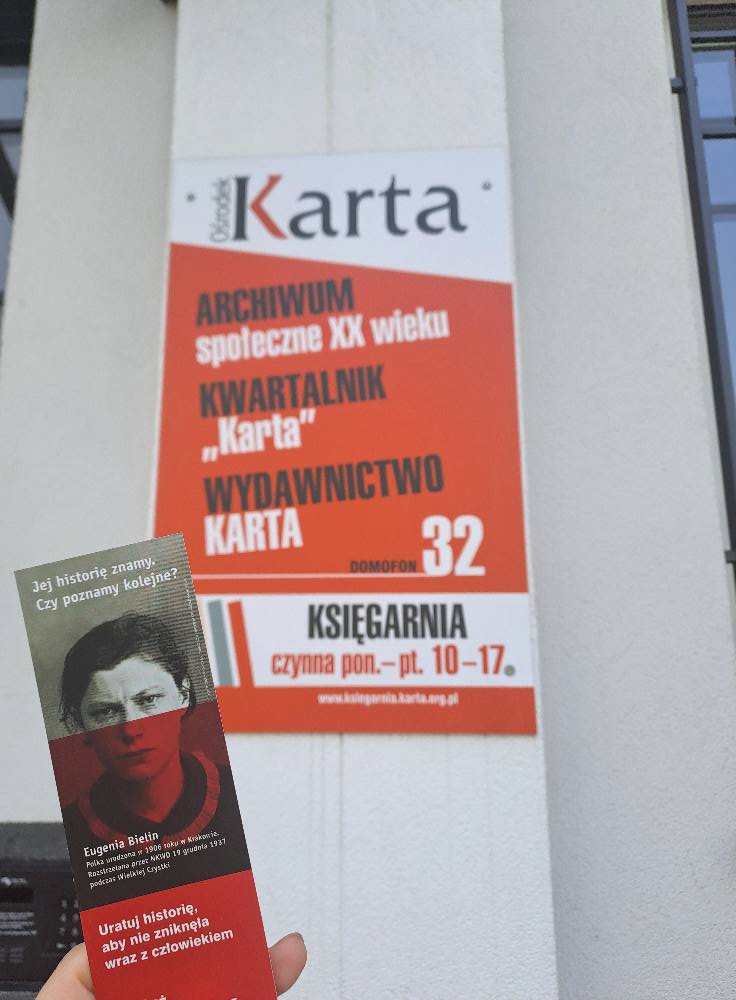 Ośrodek Karta
ARCHIWUM
społeczne XX wieku
KWARTALNIK
„Karta”
WYDAWNICTWO
KARTA
DOMOFON 32
KSIĘGARNIA
czynna pon.–pt. 10–17
www.ksiegarnia.karta.org.pl
Jej historię znamy.
Czy poznamy kolejne?
Eugenia Bielin
Polka urodzona w 1906 roku w Krakowie.
Rozstrzelana przez NKWD 19 grudnia 1937
podczas Wielkiej Czystki
Uratuj historię,
aby nie zniknęła
wraz z człowiekiem